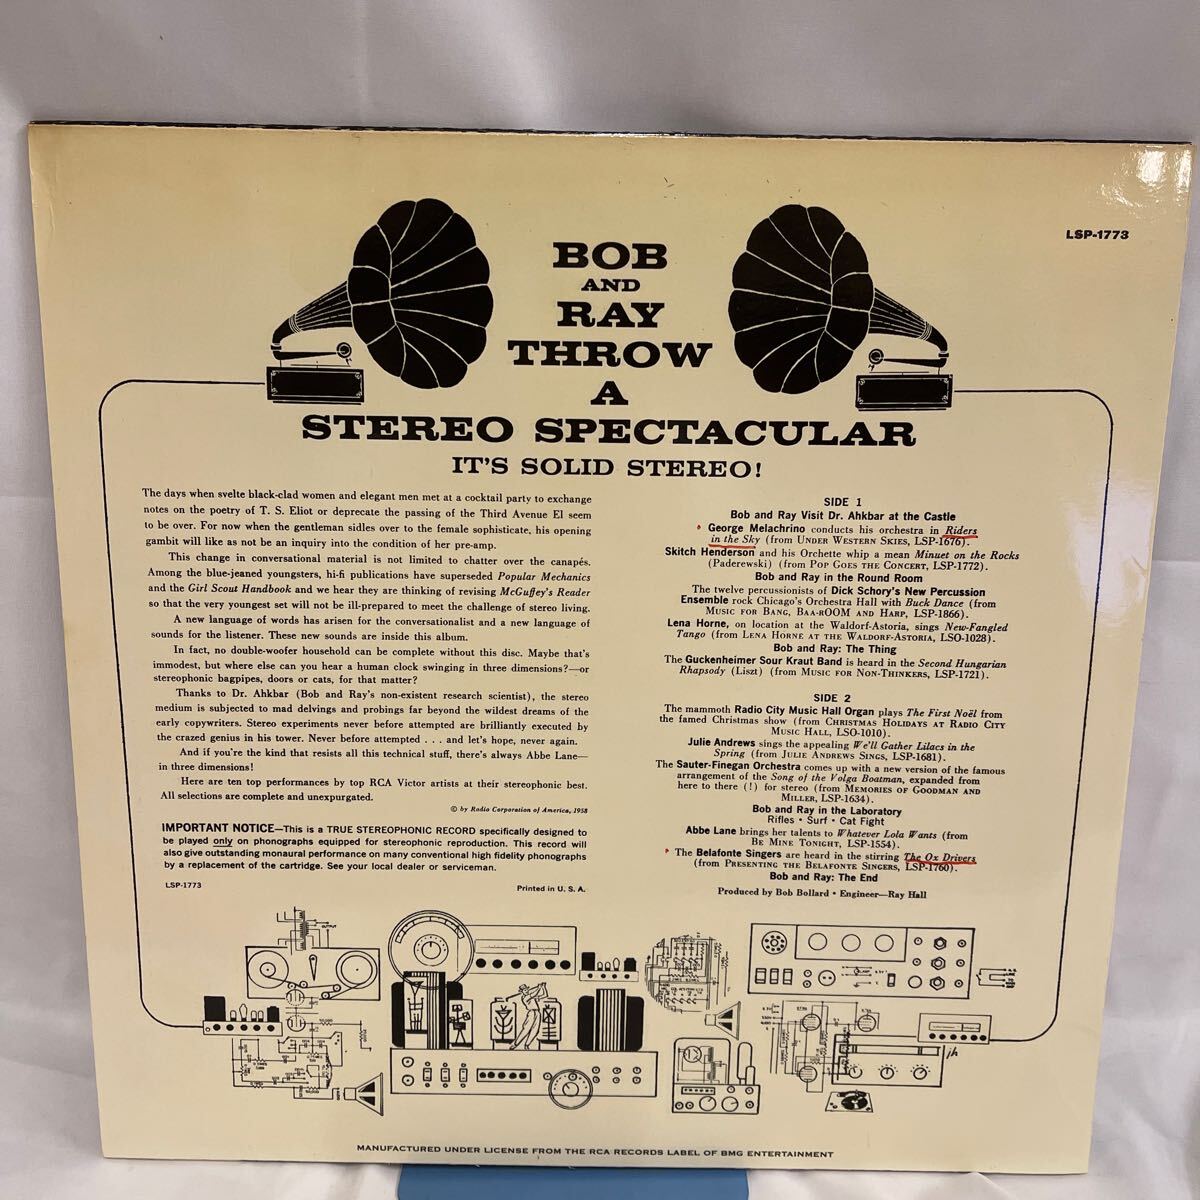 LSP-1773
BOB
AND
RAY
THROW
A
STEREO SPECTACULAR
IT'S SOLID STEREO!
The days when svelte black-clad women and elegant men met at a cocktail party to exchange
notes on the poetry of T. S. Eliot or deprecate the passing of the Third Avenue El seem
to be over. For now when the gentleman sidles over to the female sophisticate, his opening
gambit will like as not be an inquiry into the condition of her pre-amp.
This change in conversational material is not limited to chatter over the canapés.
Among the blue-jeaned youngsters, hi-fi publications have superseded Popular Mechanics
and the Girl Scout Handbook and we hear they are thinking of revising McGuffey's Reader
so that the very youngest set will not be ill-prepared to meet the challenge of stereo living.
A new language of words has arisen for the conversationalist and a new language of
sounds for the listener. These new sounds are inside this album.
In fact, no double-woofer household can be complete without this disc. Maybe that's
immodest, but where else can you hear a human clock swinging in three dimensions?—or
stereophonic bagpipes, doors or cats, for that matter?
Thanks to Dr. Ahkbar (Bob and Ray's non-existent research scientist), the stereo
medium is subjected to mad delvings and probings far beyond the wildest dreams of the
early copywriters. Stereo experiments never before attempted are brilliantly executed by
the crazed genius in his tower. Never before attempted . . . and let's hope, never again.
And if you're the kind that resists all this technical stuff, there's always Abbe Lane—
in three dimensions!
Here are ten top performances by top RCA Victor artists at their stereophonic best.
All selections are complete and unexpurgated.
© by Radio Corporation of America, 1958
IMPORTANT NOTICE—This is a TRUE STEREOPHONIC RECORD specifically designed to
be played only on phonographs equipped for stereophonic reproduction. This record will
also give outstanding monaural performance on many conventional high fidelity phonographs
by a replacement of the cartridge. See your local dealer or serviceman.
LSP-1773
Printed in U. S. A.
SIDE 1
Bob and Ray Visit Dr. Ahkbar at the Castle
George Melachrino conducts his orchestra in Riders
in the Sky (from UNDER WESTERN SKIES, LSP-1676).
Skitch Henderson and his Orchette whip a mean Minuet on the Rocks
(Paderewski) (from POP GOES THE CONCERT, LSP-1772).
Bob and Ray in the Round Room
The twelve percussionists of Dick Schory's New Percussion
Ensemble rock Chicago's Orchestra Hall with Buck Dance (from
MUSIC FOR BANG, BAA-ROOM AND HARP, LSP-1866).
Lena Horne, on location at the Waldorf-Astoria, sings New-Fangled
Tango (from LENA HORNE AT THE WALDORF-ASTORIA, LSO-1028).
Bob and Ray: The Thing
The Guckenheimer Sour Kraut Band is heard in the Second Hungarian
Rhapsody (Liszt) (from MUSIC FOR NON-THINKERS, LSP-1721).
SIDE 2
The mammoth Radio City Music Hall Organ plays The First Noël from
the famed Christmas show (from CHRISTMAS HOLIDAYS AT RADIO CITY
MUSIC HALL, LSO-1010).
Julie Andrews sings the appealing We'll Gather Lilacs in the
Spring (from JULIE ANDREWS SINGS, LSP-1681).
The Sauter-Finegan Orchestra comes up with a new version of the famous
arrangement of the Song of the Volga Boatman, expanded from
here to there (!) for stereo (from MEMORIES OF GOODMAN AND
MILLER, LSP-1634).
Bob and Ray in the Laboratory
Rifles • Surf • Cat Fight
Abbe Lane brings her talents to Whatever Lola Wants (from
BE MINE TONIGHT, LSP-1554).
The Belafonte Singers are heard in the stirring The Ox Drivers
(from PRESENTING THE BELAFONTE SINGERS, LSP-1760).
Bob and Ray: The End
Produced by Bob Bollard • Engineer—Ray Hall
OUTPUT
jh
MANUFACTURED UNDER LICENSE FROM THE RCA RECORDS LABEL OF BMG ENTERTAINMENT